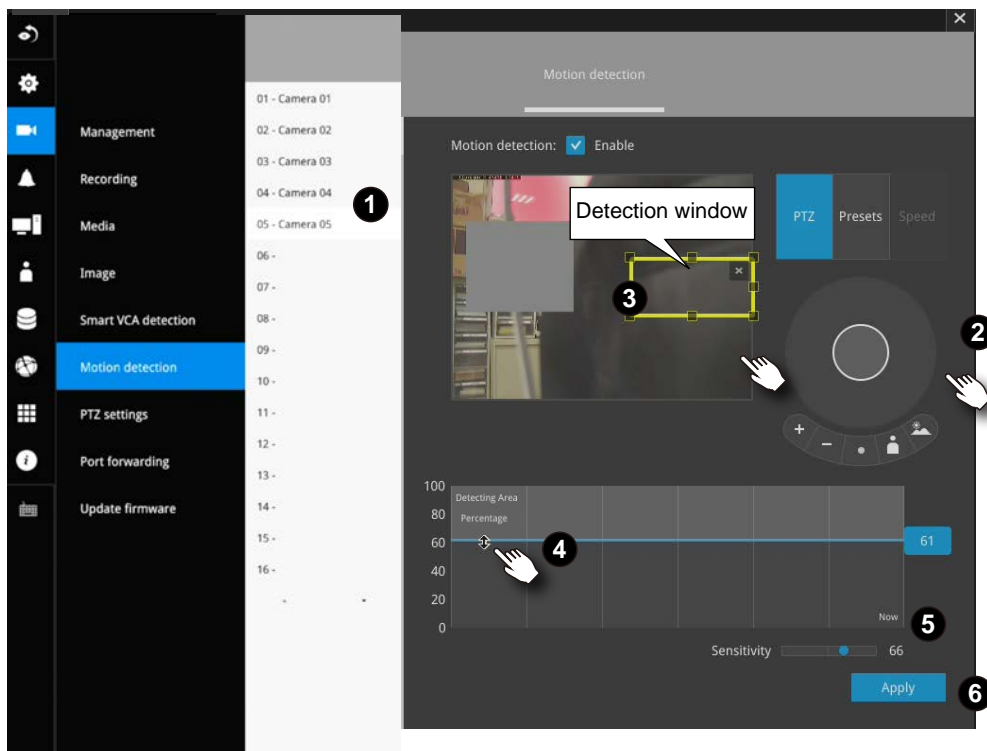 Motion detection
Management
Recording
Media
Image
Smart VCA detection
Motion detection
PTZ settings
Port forwarding
Update firmware
01 - Camera 01
02 - Camera 02
03 - Camera 03
04 - Camera 04
05 - Camera 05
06 -
07 -
08 -
09 -
10 -
11 -
12 -
13 -
14 -
15 -
16 -
1
Motion detection: Enable
Detection window
3
PTZ Presets Speed
2
100
80
60
40
20
0
Detecting Area
Percentage
4
61
Now
5
Sensitivity 66
Apply
6